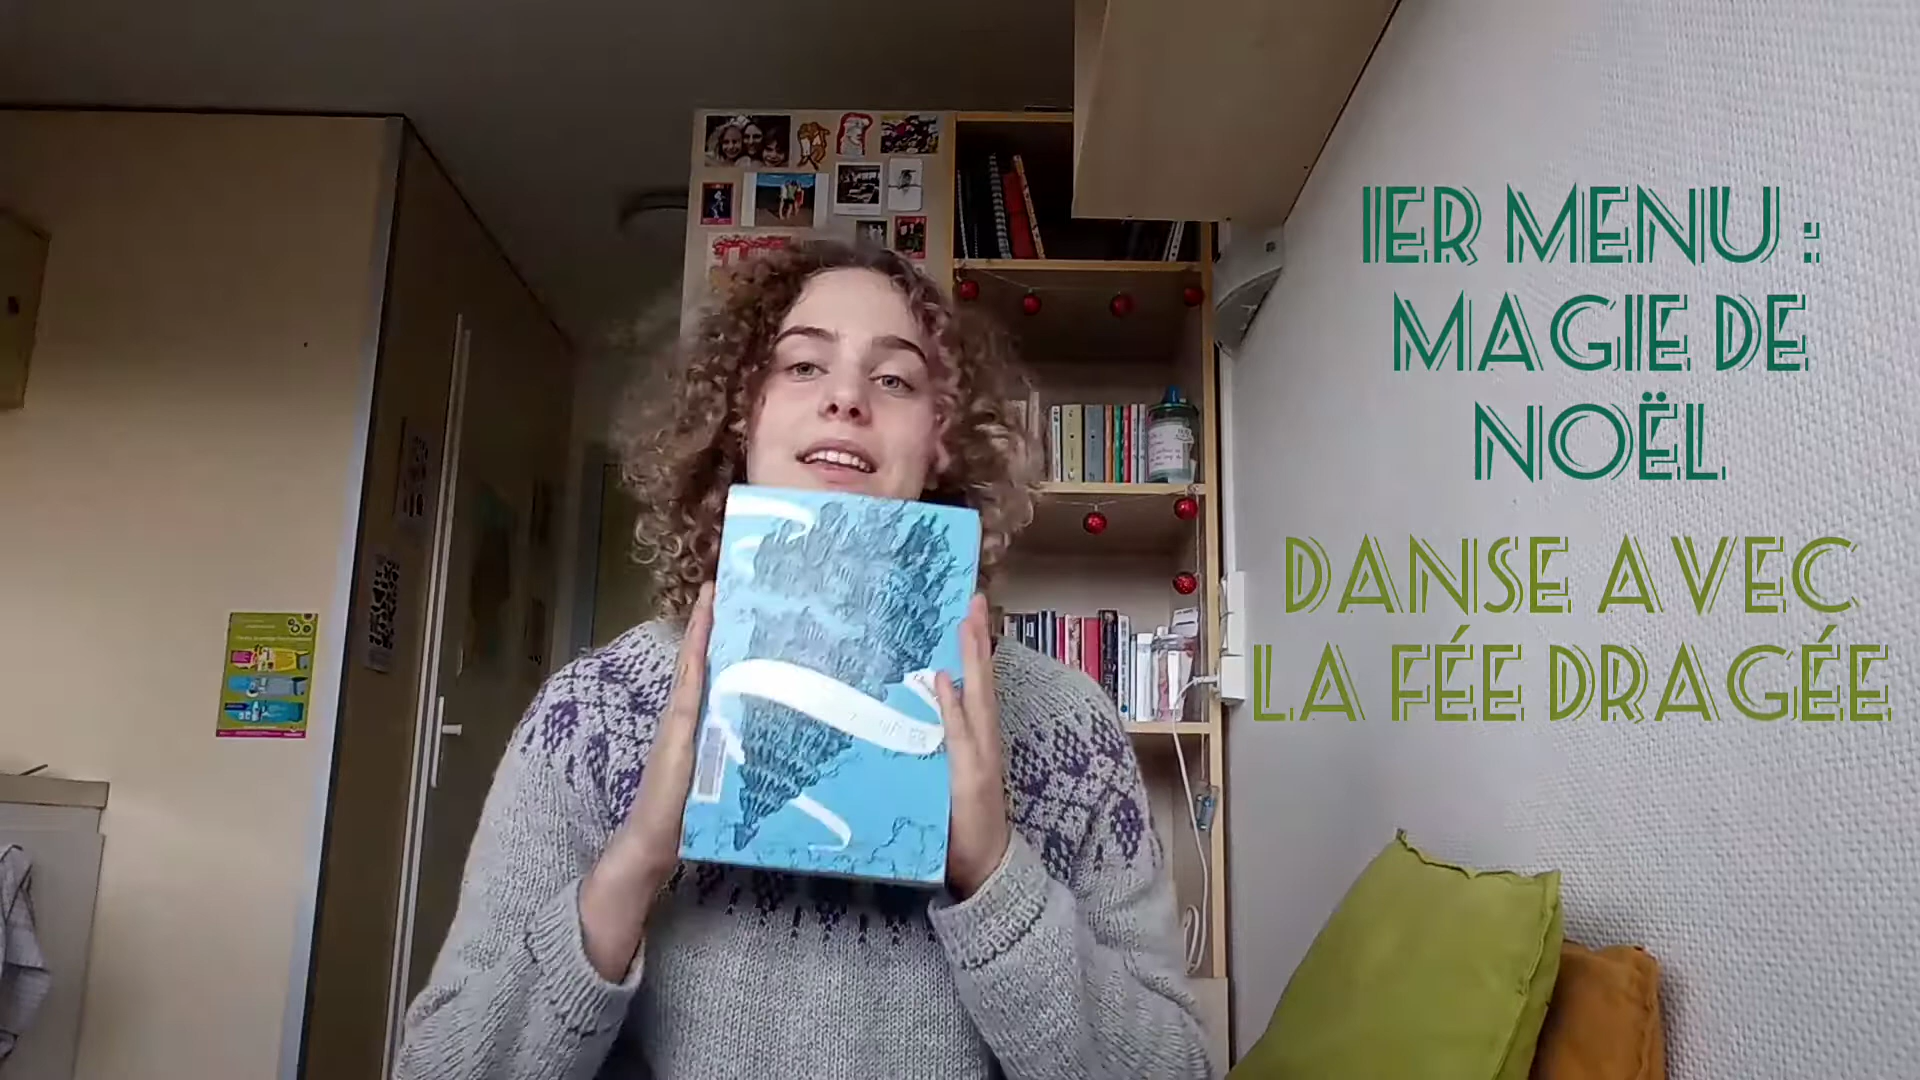 1ER MENU :
MAGIE DE
NOËL
DANSE AVEC
LA FÉE DRAGÉE